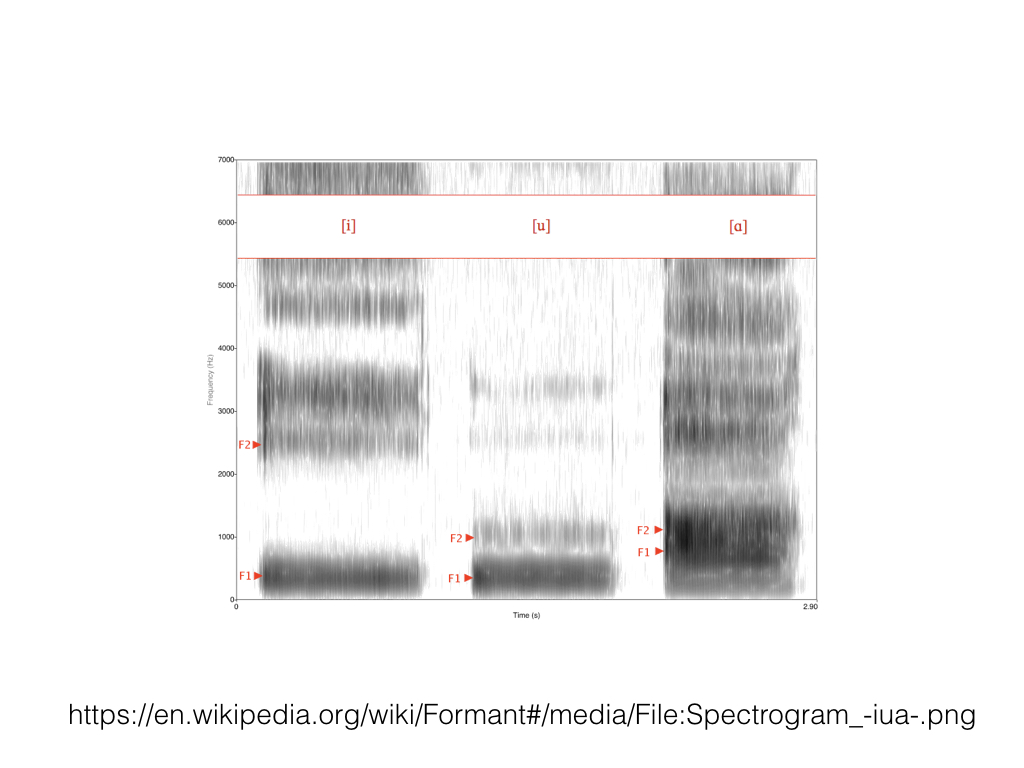 7000
6000
[i] [u] [ɑ]
5000
4000
Frequency (Hz)
3000
F2
2000
1000
F2
F2
F1
F1
F1
0
0 2.90
Time (s)
https://en.wikipedia.org/wiki/Formant#/media/File:Spectrogram_-iua-.png